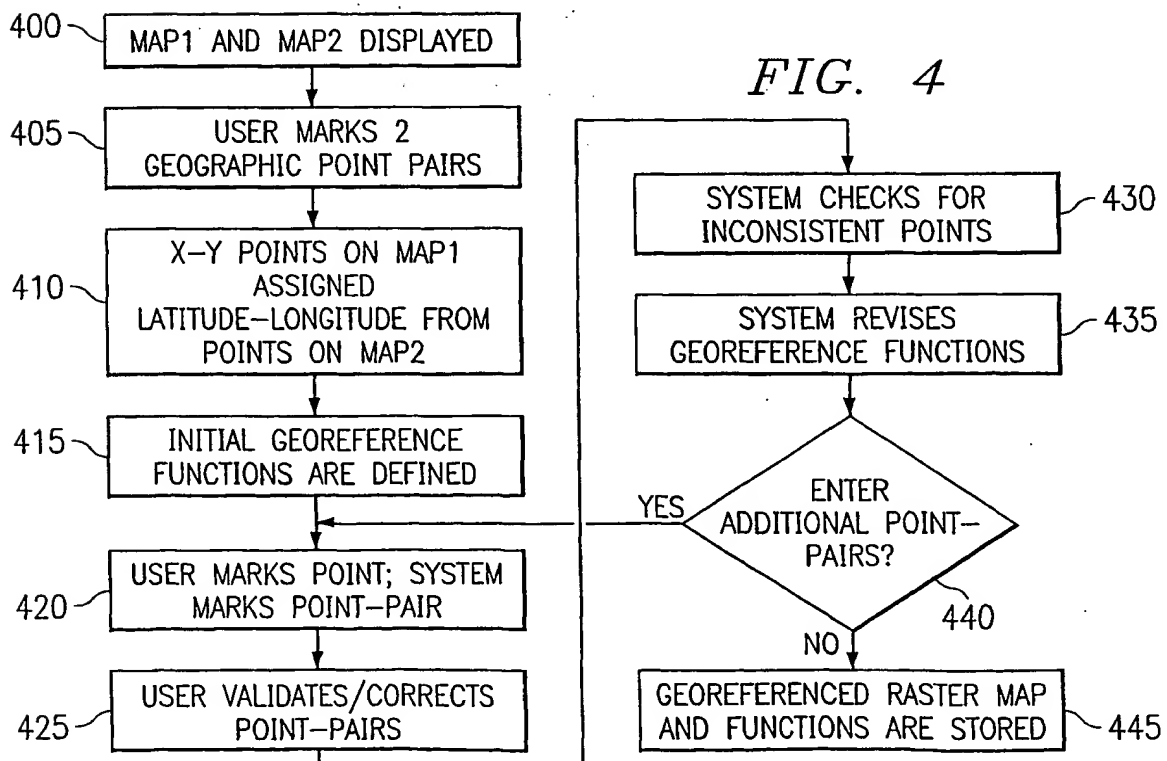 FIG. 4
400
MAP1 AND MAP2 DISPLAYED
405
USER MARKS 2
GEOGRAPHIC POINT PAIRS
410
X-Y POINTS ON MAP1
ASSIGNED
LATITUDE-LONGITUDE FROM
POINTS ON MAP2
415
INITIAL GEOREFERENCE
FUNCTIONS ARE DEFINED
420
USER MARKS POINT; SYSTEM
MARKS POINT-PAIR
425
USER VALIDATES/CORRECTS
POINT-PAIRS
SYSTEM CHECKS FOR
INCONSISTENT POINTS
430
SYSTEM REVISES
GEOREFERENCE FUNCTIONS
435
YES
ENTER
ADDITIONAL POINT-
PAIRS?
440
NO
GEOREFERENCED RASTER MAP
AND FUNCTIONS ARE STORED
445